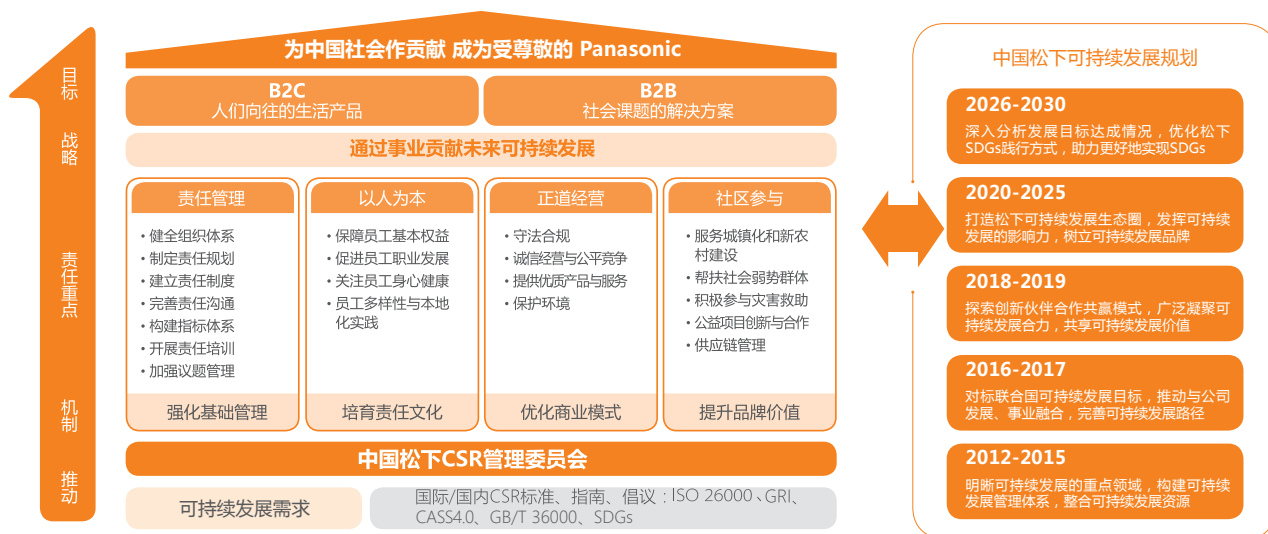 目标
战略
责任重点
机制
推动
为中国社会作贡献 成为受尊敬的 Panasonic
B2C
人们向往的生活产品
B2B
社会课题的解决方案
通过事业贡献未来可持续发展
责任管理
• 健全组织体系
• 制定责任规划
• 建立责任制度
• 完善责任沟通
• 构建指标体系
• 开展责任培训
• 加强议题管理
强化基础管理
以人为本
• 保障员工基本权益
• 促进员工职业发展
• 关注员工身心健康
• 员工多样性与本地
化实践
培育责任文化
正道经营
• 守法合规
• 诚信经营与公平竞争
• 提供优质产品与服务
• 保护环境
优化商业模式
社区参与
• 服务城镇化和新农
村建设
• 帮扶社会弱势群体
• 积极参与灾害救助
• 公益项目创新与合作
• 供应链管理
提升品牌价值
中国松下CSR管理委员会
可持续发展需求
国际/国内CSR标准、指南、倡议：ISO 26000、GRI、
CASS4.0、GB/T 36000、SDGs
中国松下可持续发展规划
2026-2030
深入分析发展目标达成情况，优化松下
SDGs践行方式，助力更好地实现SDGs
2020-2025
打造松下可持续发展生态圈，发挥可持续
发展的影响力，树立可持续发展品牌
2018-2019
探索创新伙伴合作共赢模式，广泛凝聚可
持续发展合力，共享可持续发展价值
2016-2017
对标联合国可持续发展目标，推动与公司
发展、事业融合，完善可持续发展路径
2012-2015
明晰可持续发展的重点领域，构建可持续
发展管理体系，整合可持续发展资源